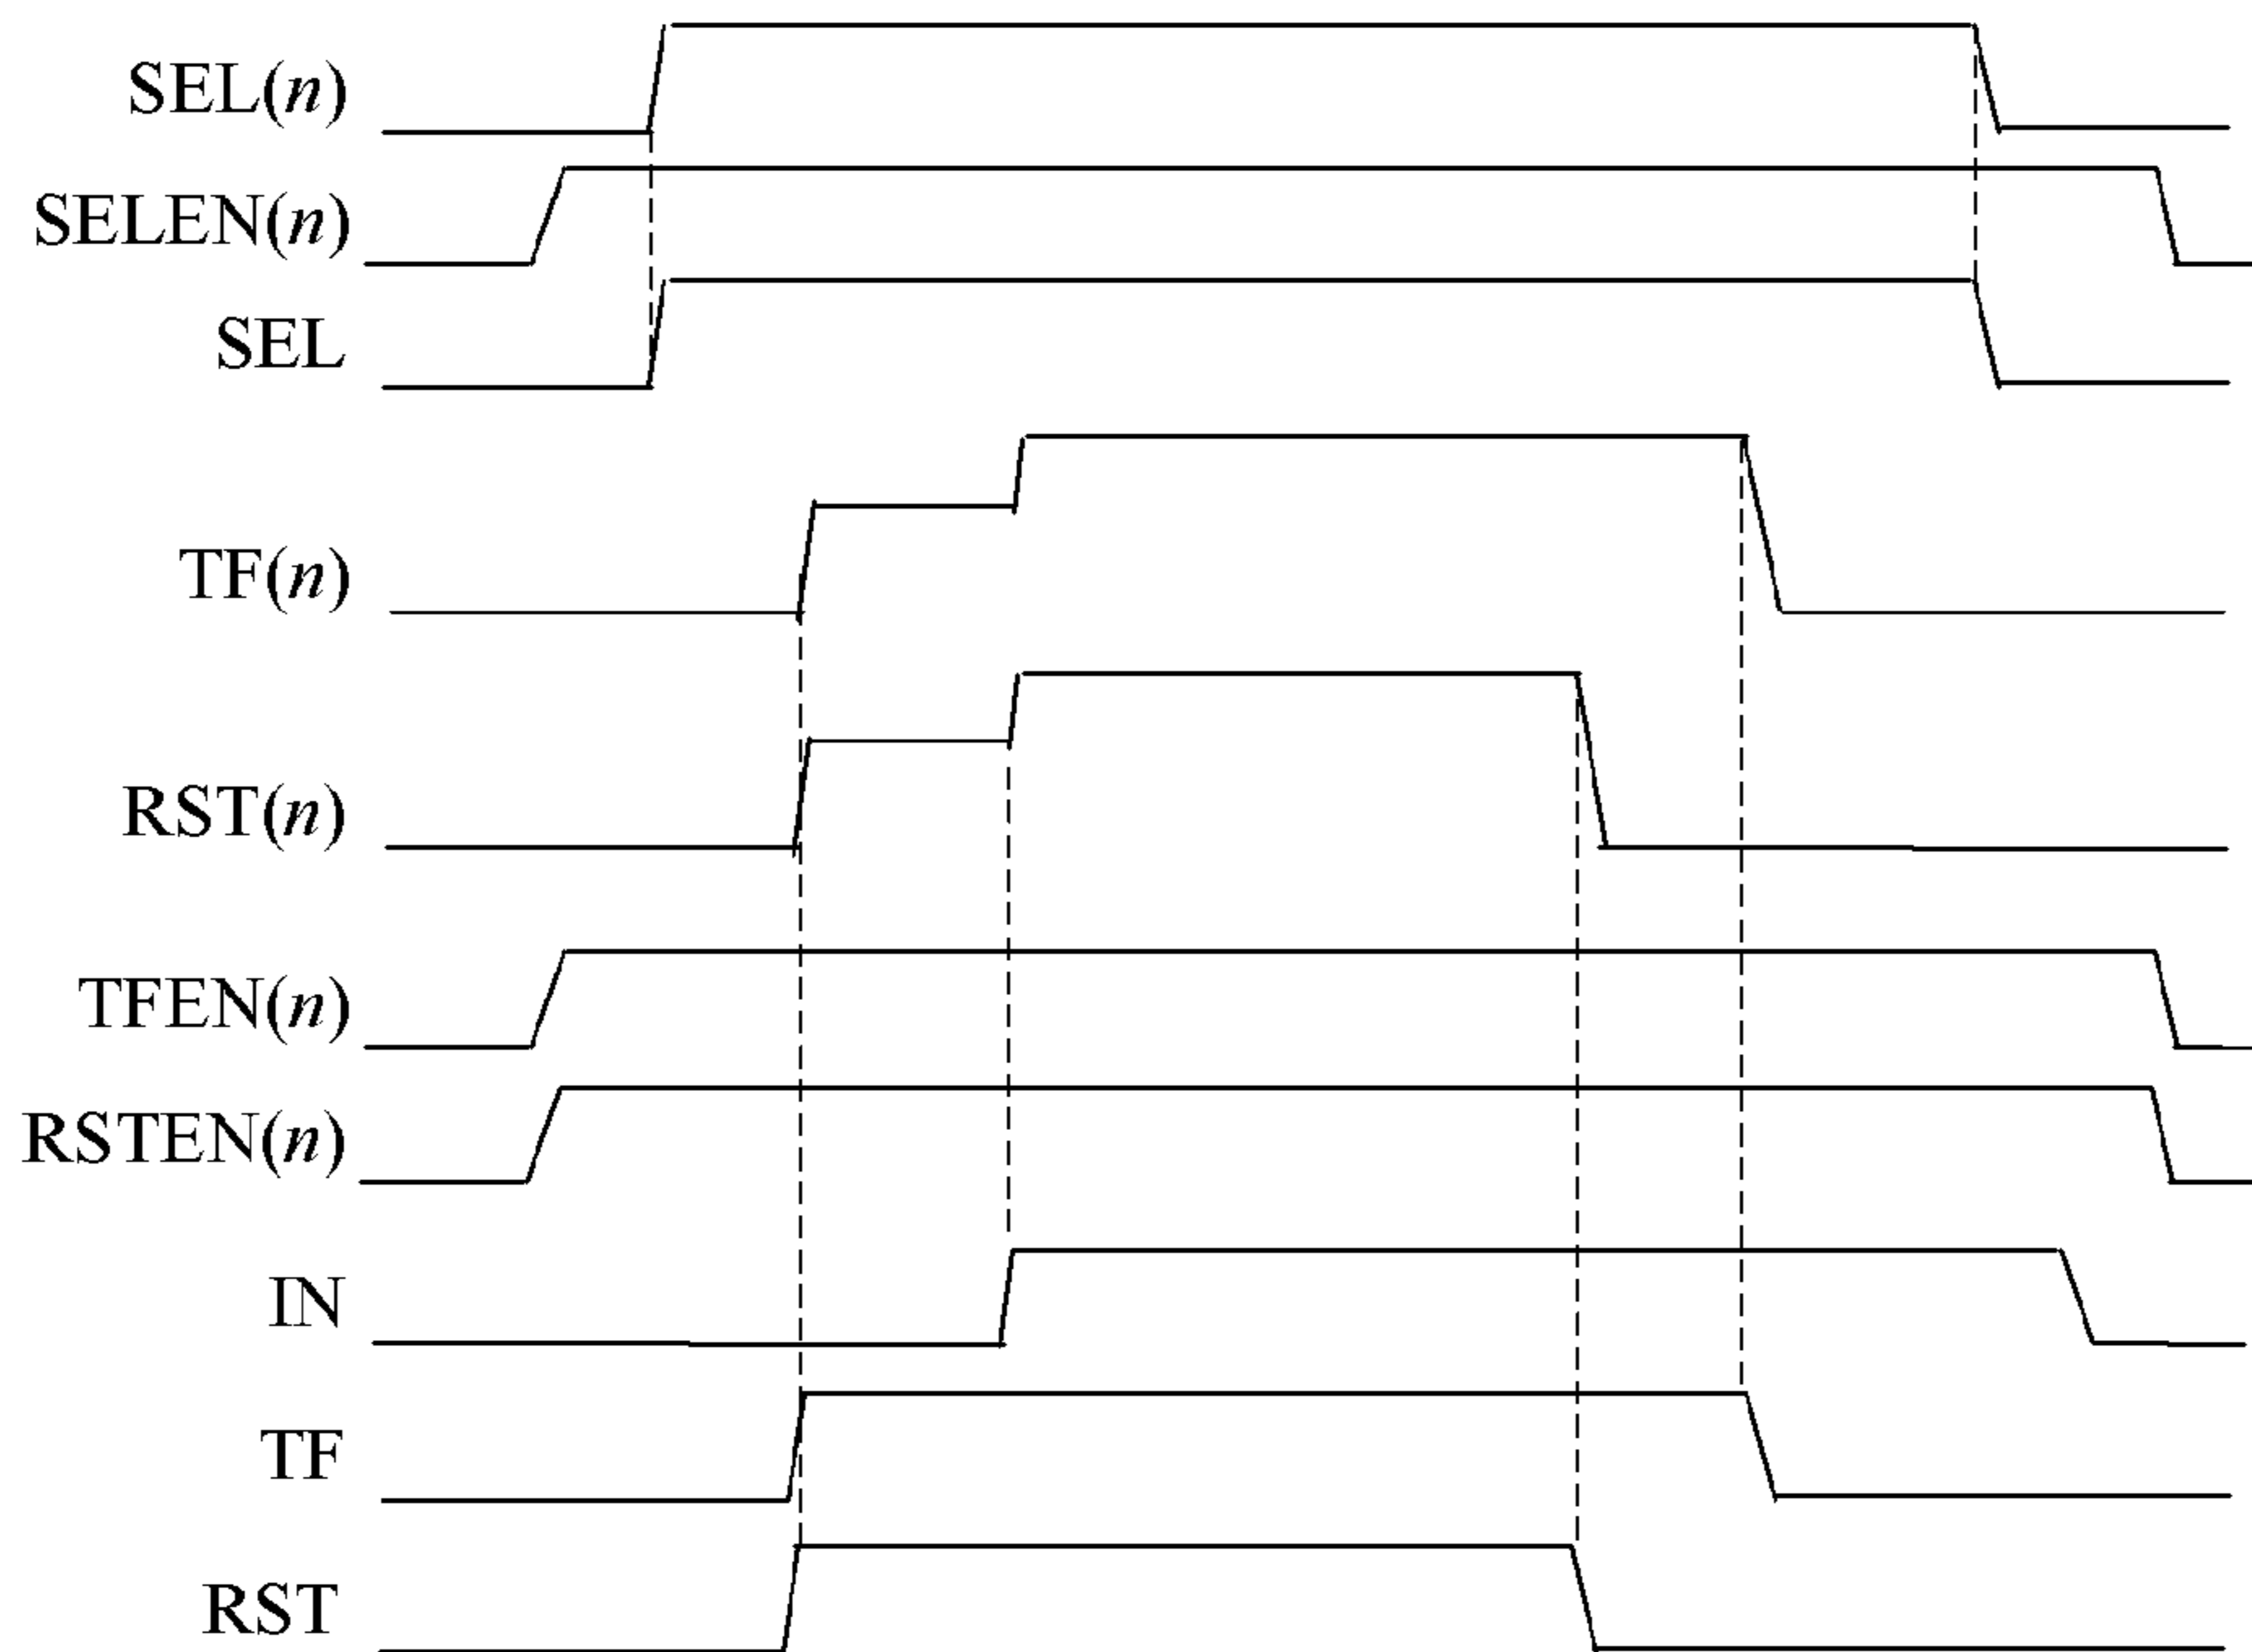 SEL(n)
SELEN(n)
SEL
TF(n)
RST(n)
TFEN(n)
RSTEN(n)
IN
TF
RST